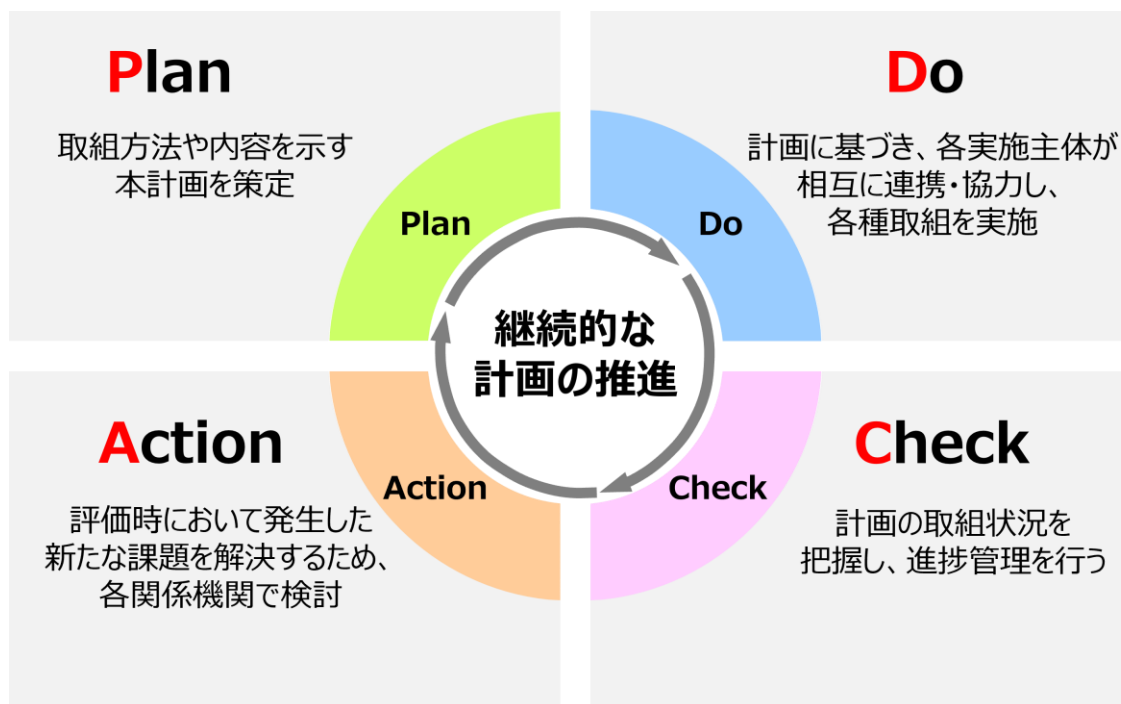 Plan
取組方法や内容を示す
本計画を策定
Do
計画に基づき、各実施主体が
相互に連携・協力し、
各種取組を実施
Plan
Do
継続的な
計画の推進
Action
Check
Action
評価時において発生した
新たな課題を解決するため、
各関係機関で検討
Check
計画の取組状況を
把握し、進捗管理を行う